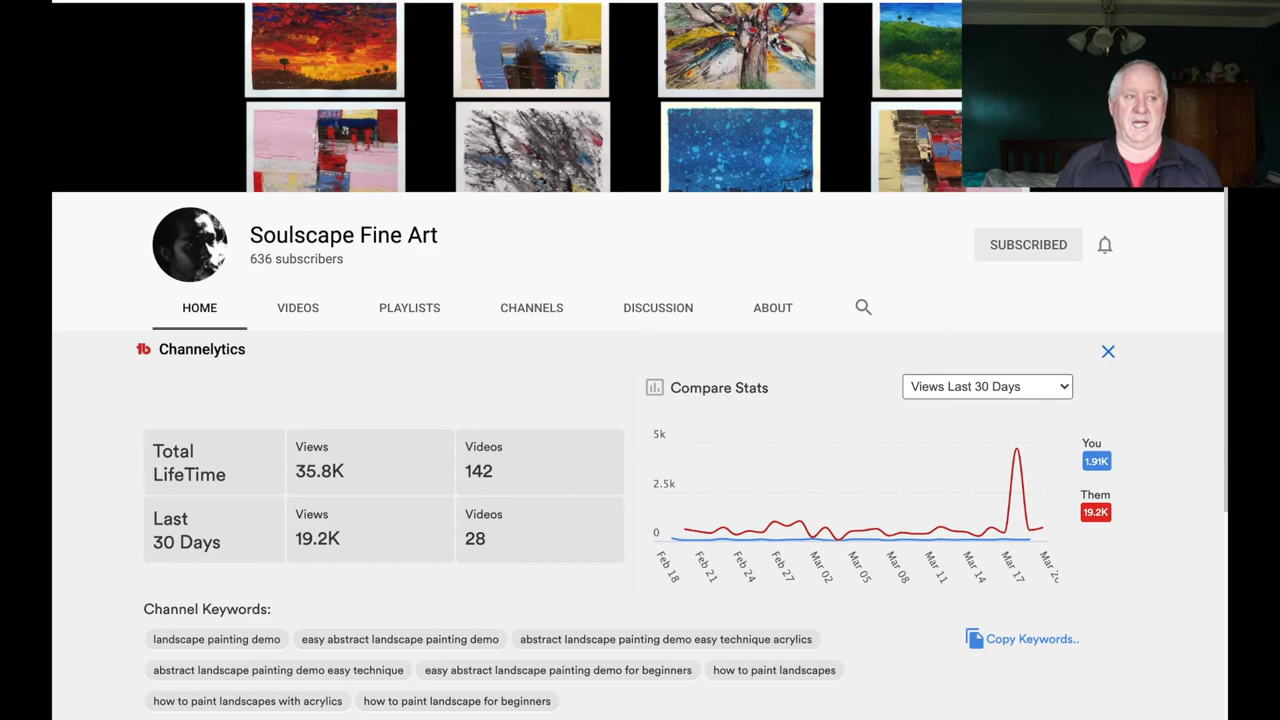 Soulscape Fine Art
636 subscribers
SUBSCRIBED
HOME
VIDEOS
PLAYLISTS
CHANNELS
DISCUSSION
ABOUT
tb Channelytics
Compare Stats
Views Last 30 Days
Total
LifeTime
Views
35.8K
Videos
142
Last
30 Days
Views
19.2K
Videos
28
5k
2.5k
0
Feb 18
Feb 21
Feb 24
Feb 27
Mar 02
Mar 05
Mar 08
Mar 11
Mar 14
Mar 17
Mar
You
1.91K
Them
19.2K
Channel Keywords:
landscape painting demo
easy abstract landscape painting demo
abstract landscape painting demo easy technique acrylics
Copy Keywords..
abstract landscape painting demo easy technique
easy abstract landscape painting demo for beginners
how to paint landscapes
how to paint landscapes with acrylics
how to paint landscape for beginners